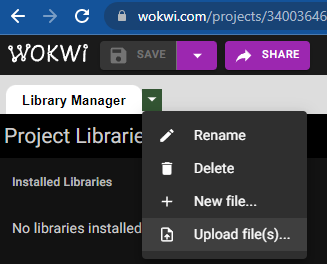 wokwi.com/projects/34003646
WOKWI SAVE SHARE
Library Manager
Project Librarie
Rename
Installed Libraries
Delete
New file...
No libraries installed
Upload file(s)...